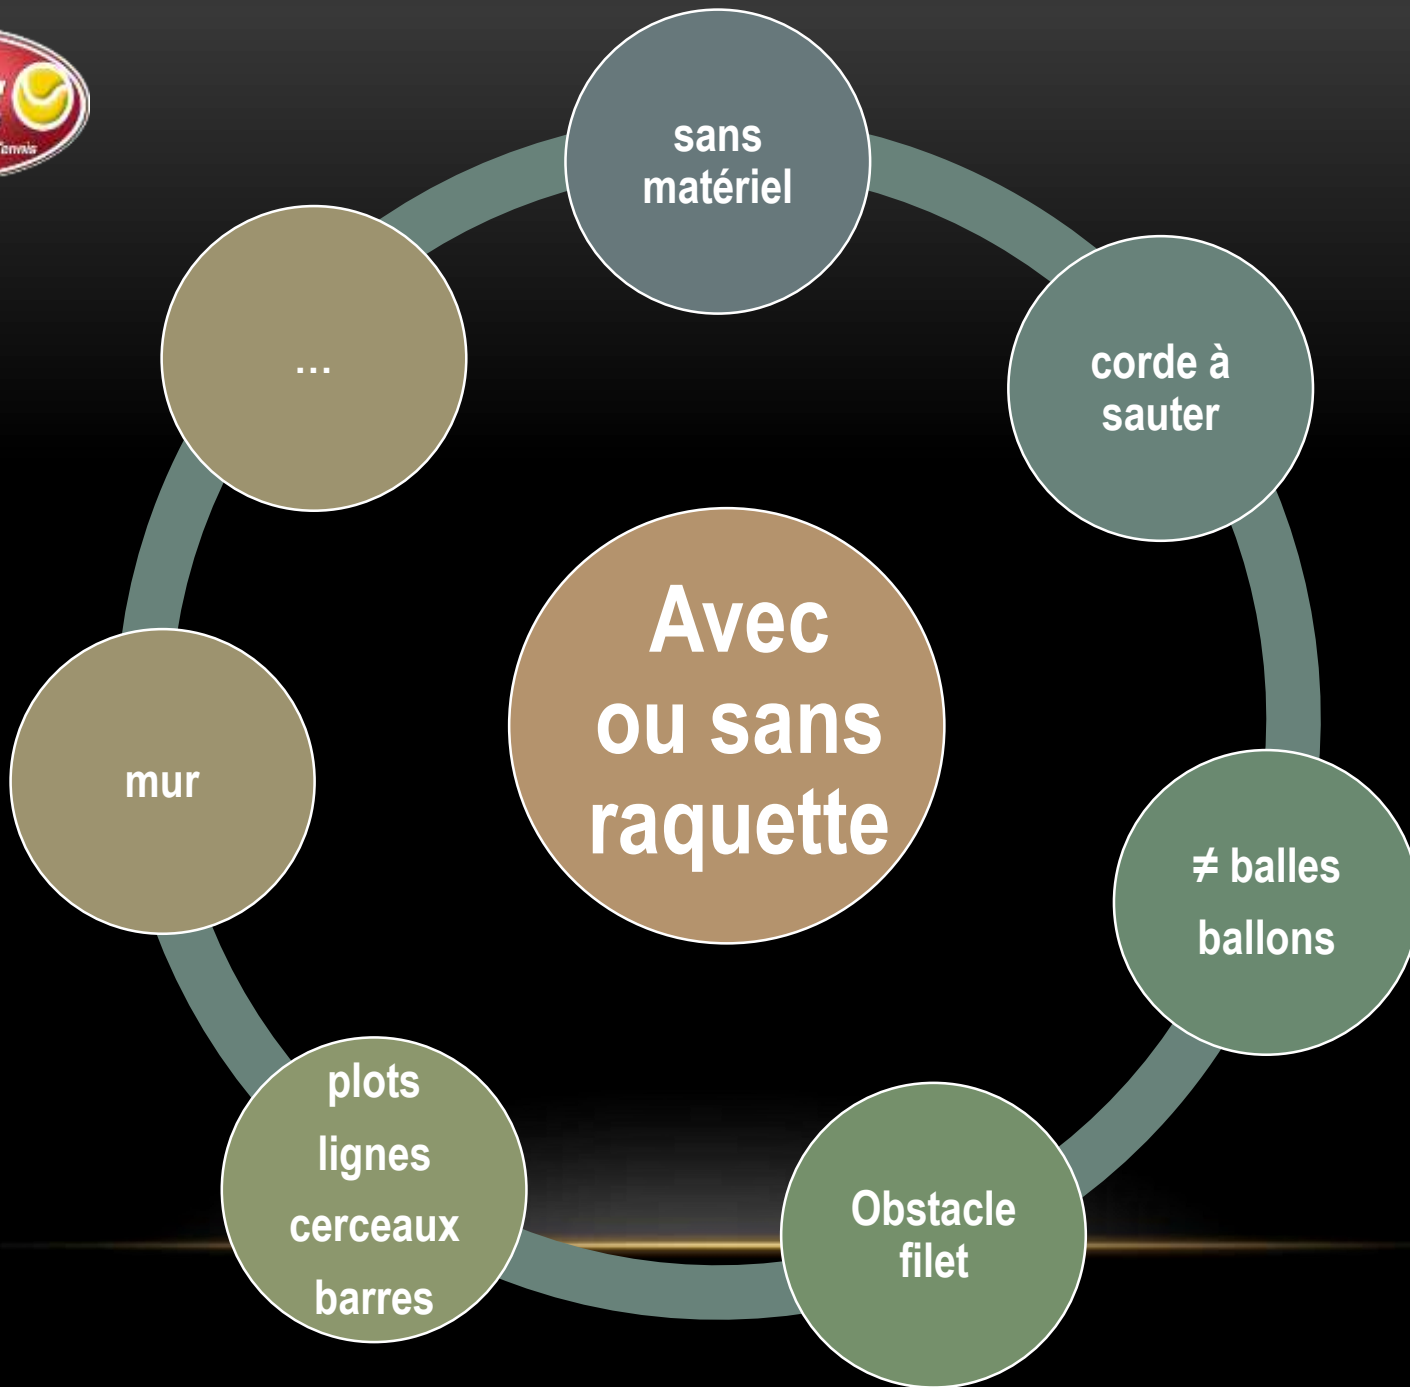 sans
matériel
corde à
sauter
≠ balles
ballons
Obstacle
filet
plots
lignes
cerceaux
barres
mur
...
Avec
ou sans
raquette